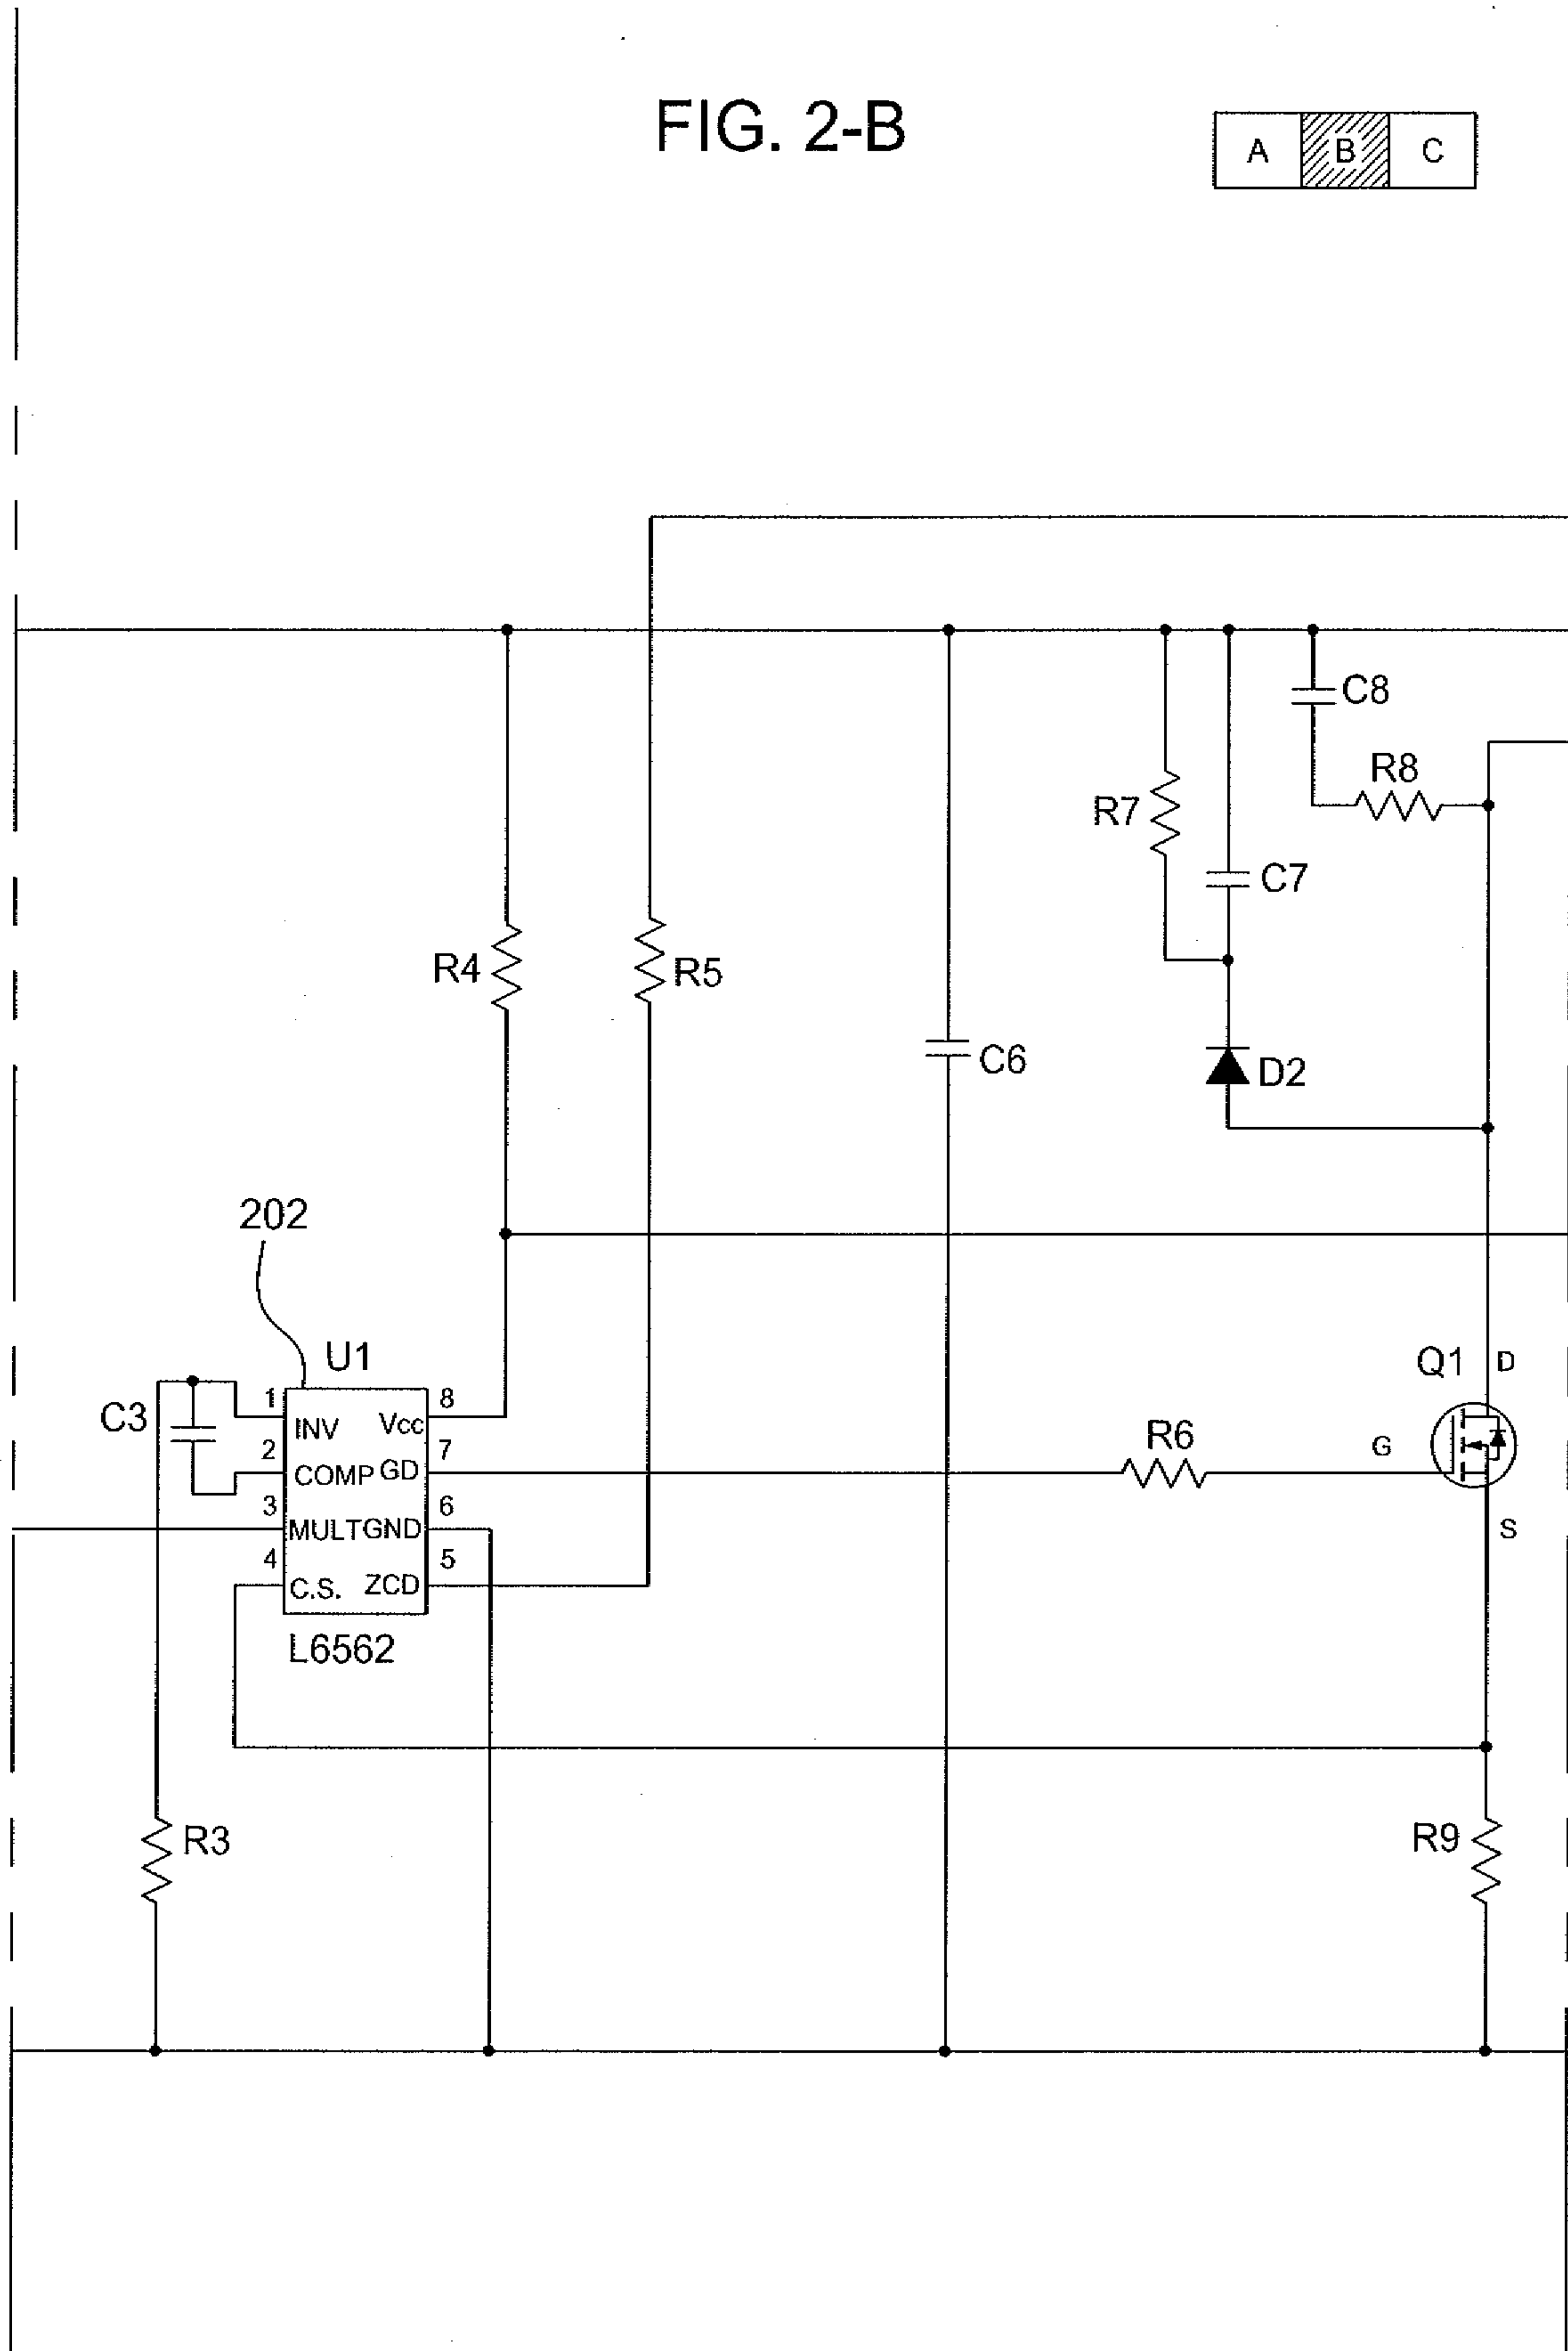 FIG. 2-B
A B C
C8
R8
R7
C7
R4
R5
C6
D2
202
U1
Q1 D
C3
1
8
INV
Vcc
R6
G
2
7
COMP GD
3
6
MULT GND
S
4
5
C.S. ZCD
L6562
R3
R9